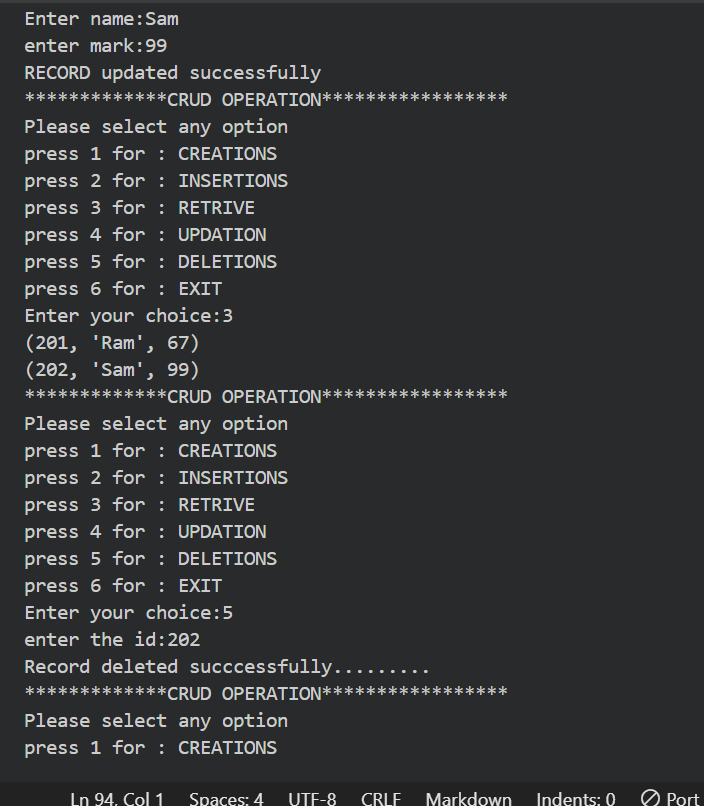 Enter name:Sam
enter mark:99
RECORD updated successfully
*************CRUD OPERATION*****************
Please select any option
press 1 for : CREATIONS
press 2 for : INSERTIONS
press 3 for : RETRIVE
press 4 for : UPDATION
press 5 for : DELETIONS
press 6 for : EXIT
Enter your choice:3
(201, 'Ram', 67)
(202, 'Sam', 99)
*************CRUD OPERATION*****************
Please select any option
press 1 for : CREATIONS
press 2 for : INSERTIONS
press 3 for : RETRIVE
press 4 for : UPDATION
press 5 for : DELETIONS
press 6 for : EXIT
Enter your choice:5
enter the id:202
Record deleted succcessfully.........
*************CRUD OPERATION*****************
Please select any option
press 1 for : CREATIONS
Ln 94, Col 1 Spaces: 4 UTF-8 CRLF Markdown Indents: 0 Port